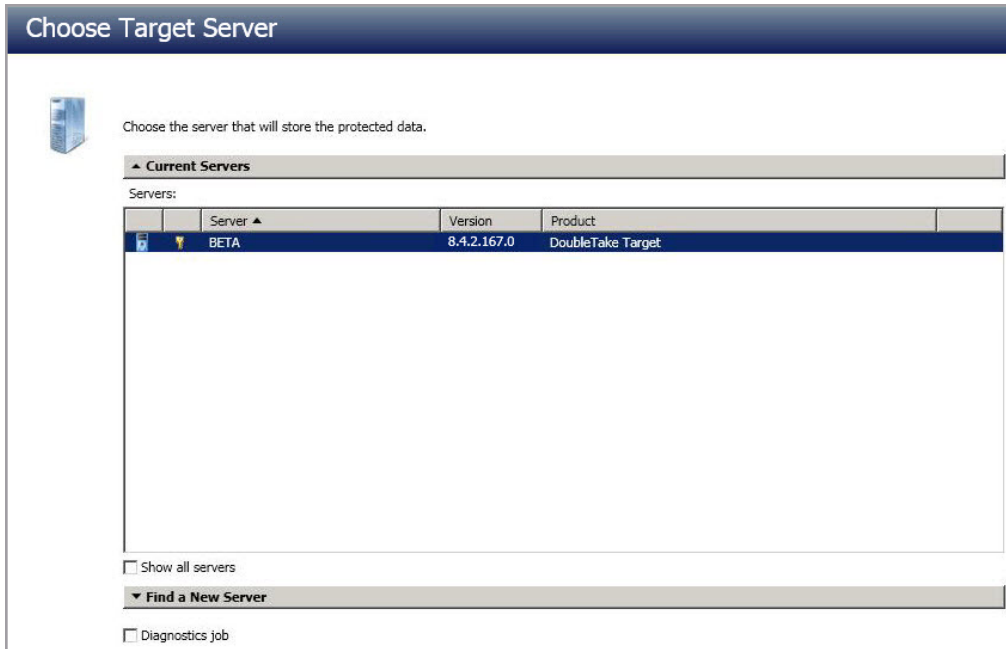 Choose Target Server
Choose the server that will store the protected data.
Current Servers
Servers:
Server Version Product
BETA 8.4.2.167.0 DoubleTake Target
Show all servers
Find a New Server
Diagnostics job